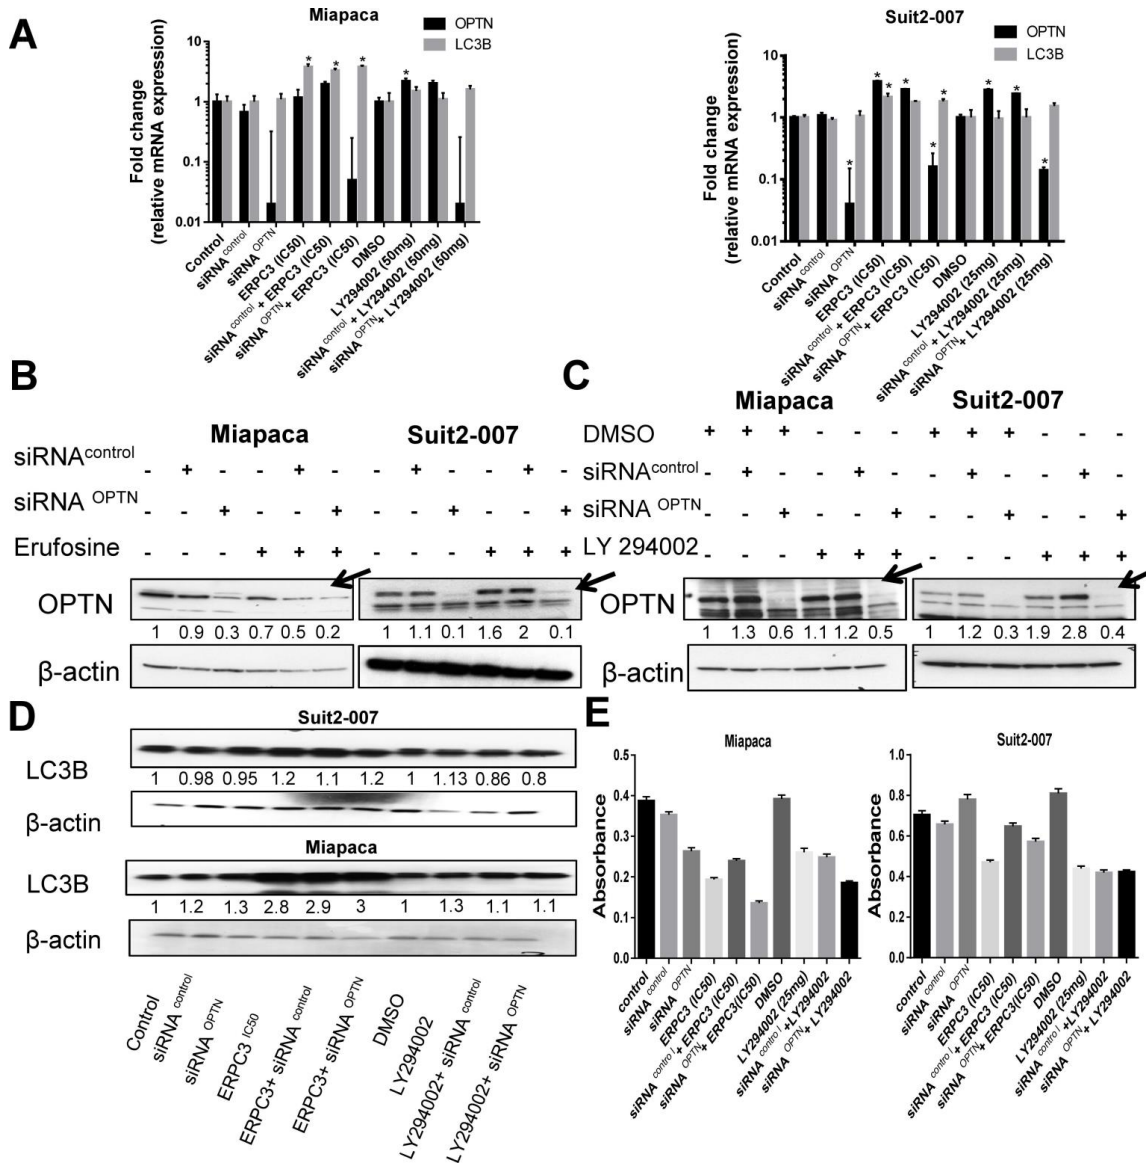 A
Miapaca
OPTN
LC3B
Fold change
(relative mRNA expression)
10
1
0.1
0.01
*
*
*
*
Control
siRNA control
siRNA OPTN
ERPC3 (IC50)
siRNA control + ERPC3 (IC50)
siRNA OPTN + ERPC3 (IC50)
DMSO
LY294002 (50mg)
siRNA control + LY294002 (50mg)
siRNA OPTN + LY294002 (50mg)
Suit2-007
OPTN
LC3B
Fold change
(relative mRNA expression)
10
1
0.1
0.01
*
*
*
*
*
*
*
*
*
Control
siRNA control
siRNA OPTN
ERPC3 (IC50)
siRNA control + ERPC3 (IC50)
siRNA OPTN + ERPC3 (IC50)
DMSO
LY294002 (25mg)
siRNA control + LY294002 (25mg)
siRNA OPTN + LY294002 (25mg)
B
Miapaca Suit2-007
siRNA control - + - - + - - + - - + -
siRNA OPTN - - + - - + - - + - - +
Erufosine - - - + + + - - - + + +
OPTN
1 0.9 0.3 0.7 0.5 0.2 1 1.1 0.1 1.6 2 0.1
β-actin
C
Miapaca Suit2-007
DMSO + + + - - - + + + - - -
siRNA control - + - - + - - + - - + -
siRNA OPTN - - + - - + - - + - - +
LY 294002 - - - + + + - - - + + +
OPTN
1 1.3 0.6 1.1 1.2 0.5 1 1.2 0.3 1.9 2.8 0.4
β-actin
D
Suit2-007
LC3B
1 0.98 0.95 1.2 1.1 1.2 1 1.13 0.86 0.8
β-actin
Miapaca
LC3B
1 1.2 1.3 2.8 2.9 3 1 1.3 1.1 1.1
β-actin
Control
siRNA control
siRNA OPTN
ERPC3 IC50
ERPC3+ siRNA control
ERPC3+ siRNA OPTN
DMSO
LY294002
LY294002+ siRNA control
LY294002+ siRNA OPTN
E
Miapaca
Absorbance
0.5
0.4
0.3
0.2
0.1
0.0
control
siRNA control
siRNA OPTN
ERPC3 (IC50)
siRNA control + ERPC3 (IC50)
siRNA OPTN + ERPC3(IC50)
DMSO
LY294002 (25mg)
siRNA control +LY294002
siRNA OPTN + LY294002
Suit2-007
Absorbance
1.0
0.8
0.6
0.4
0.2
0.0
control
siRNA control
siRNA OPTN
ERPC3 (IC50)
siRNA control + ERPC3 (IC50)
siRNA OPTN + ERPC3(IC50)
DMSO
LY294002 (25mg)
siRNA control +LY294002
siRNA OPTN + LY294002